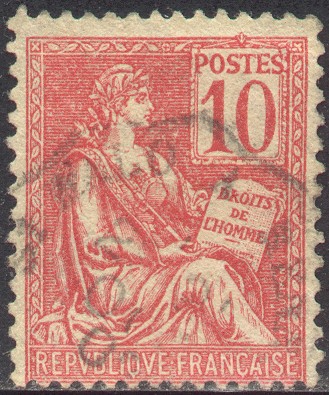 POSTES
10
DROITS
DE
L'HOMME
REPVBLIQVE FRANÇAISE